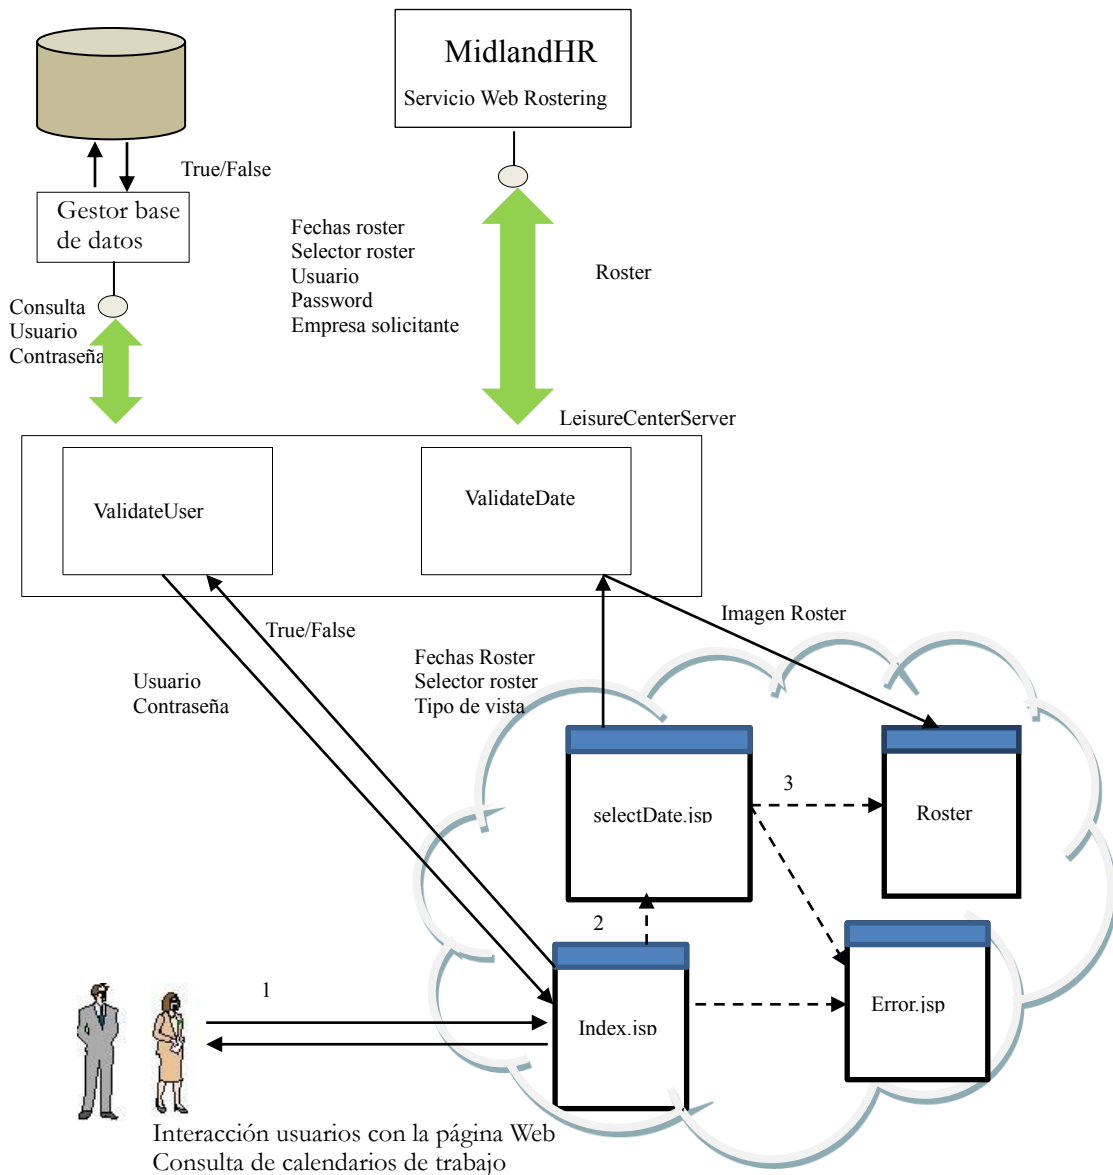 MidlandHR
Servicio Web Rostering
True/False
Gestor base
de datos
Fechas roster
Selector roster
Usuario
Password
Empresa solicitante
Roster
Consulta
Usuario
Contraseña
LeisureCenterServer
ValidateUser
ValidateDate
Imagen Roster
True/False
Fechas Roster
Selector roster
Tipo de vista
Usuario
Contraseña
3
selectDate.jsp
Roster
2
1
Index.jsp
Error.jsp
Interacción usuarios con la página Web
Consulta de calendarios de trabajo